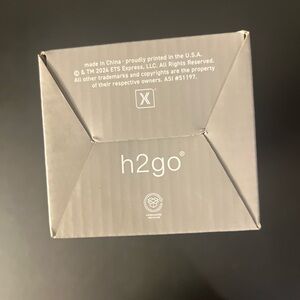 made in China · proudly printed in the U.S.A.
© & TM 2024 ETS Express, LLC. All Rights Reserved.
All other trademarks and copyrights are the property
of their respective owners. ASI #51197.
X
h2go®